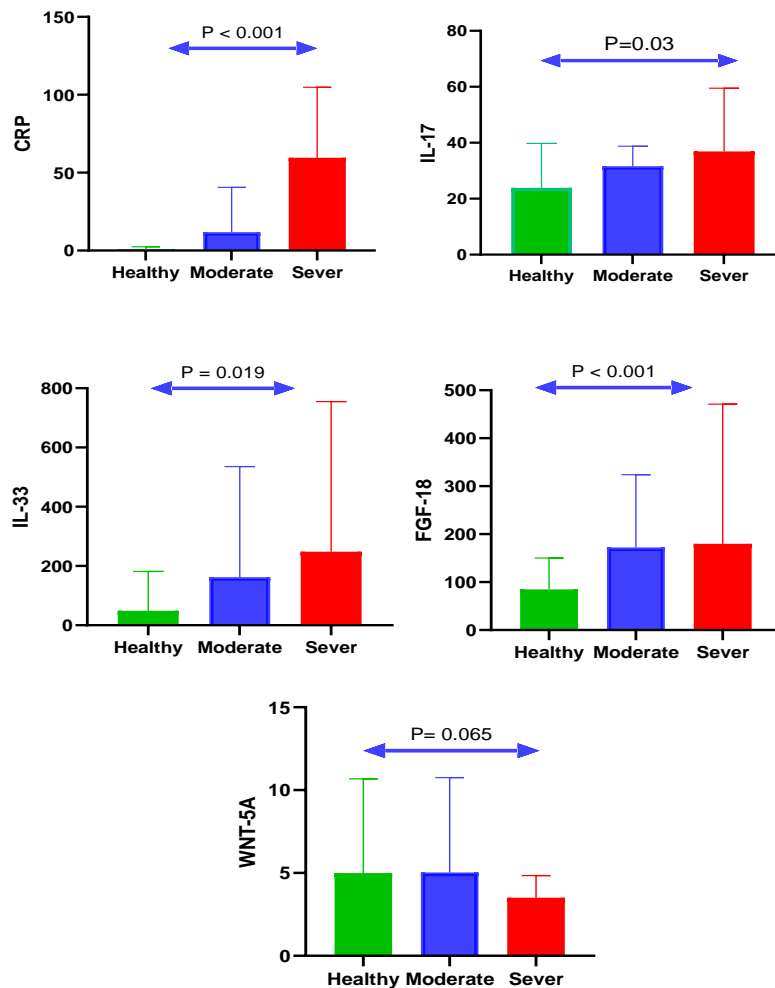 P < 0.001
CRP
150
100
50
0
Healthy Moderate Sever
P=0.03
IL-17
80
60
40
20
0
Healthy Moderate Sever
P = 0.019
IL-33
800
600
400
200
0
Healthy Moderate Sever
P < 0.001
FGF-18
500
400
300
200
100
0
Healthy Moderate Sever
P= 0.065
WNT-5A
15
10
5
0
Healthy Moderate Sever